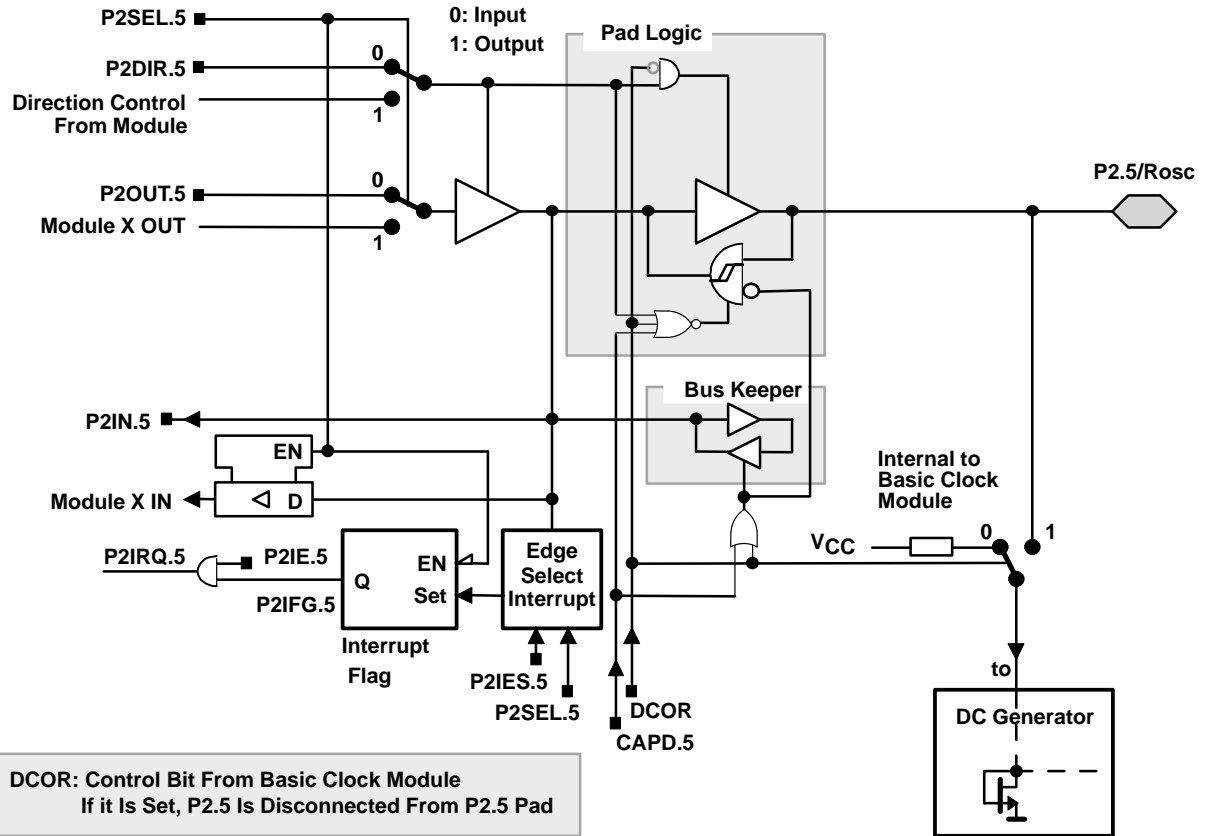 P2SEL.5
0: Input
1: Output
Pad Logic
P2DIR.5
0
Direction Control
From Module
1
P2OUT.5
0
Module X OUT
1
P2.5/Rosc
Bus Keeper
P2IN.5
EN
Module X IN
D
Internal to
Basic Clock
Module
VCC
0
1
P2IRQ.5
P2IE.5
P2IFG.5
Q
EN
Set
Interrupt
Flag
Edge
Select
Interrupt
P2IES.5
P2SEL.5
DCOR
CAPD.5
to
DC Generator
DCOR: Control Bit From Basic Clock Module
If it Is Set, P2.5 Is Disconnected From P2.5 Pad